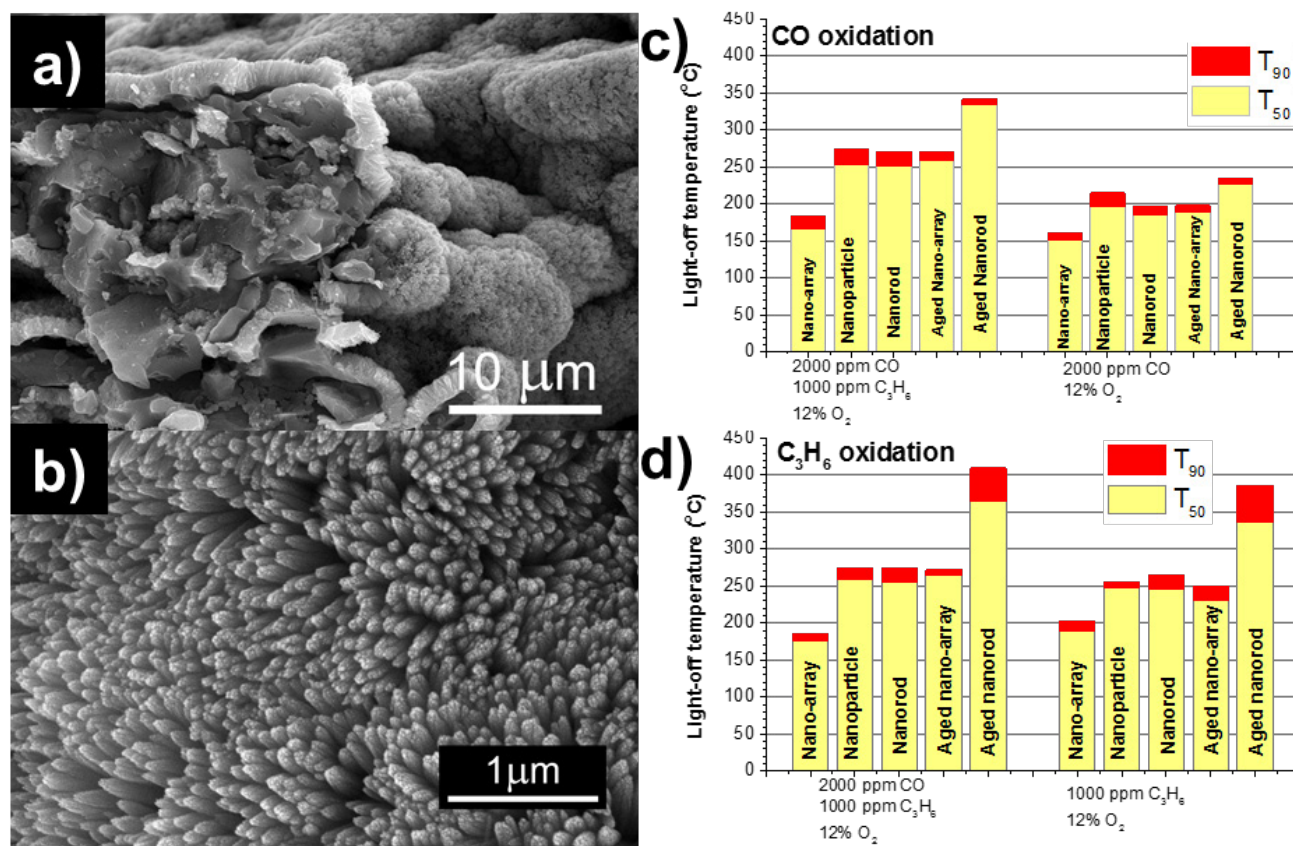 a)
10 µm
b)
1µm
c)
CO oxidation
T90
T50
Light-off temperature (°C)
450
400
350
300
250
200
150
100
50
0
Nano-array
Nanoparticle
Nanorod
Aged Nano-array
Aged Nanorod
Nano-array
Nanoparticle
Nanorod
Aged Nano-array
Aged Nanorod
2000 ppm CO
1000 ppm C3H6
12% O2
2000 ppm CO
12% O2
d)
C3H6 oxidation
T90
T50
Light-off temperature (°C)
450
400
350
300
250
200
150
100
50
0
Nano-array
Nanoparticle
Nanorod
Aged nano-array
Aged nanorod
Nano-array
Nanoparticle
Nanorod
Aged nano-array
Aged nanorod
2000 ppm CO
1000 ppm C3H6
12% O2
1000 ppm C3H6
12% O2